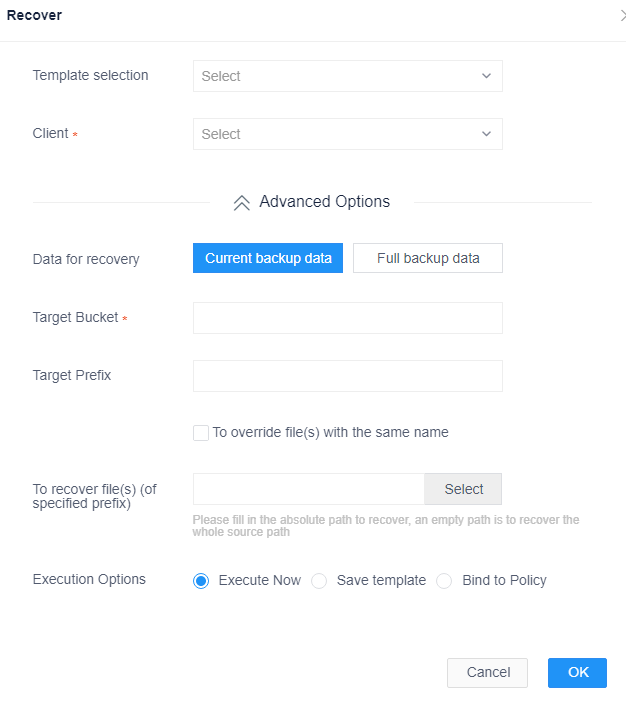 Recover
Template selection
Select
Client *
Select
Advanced Options
Data for recovery
Current backup data
Full backup data
Target Bucket *
Target Prefix
To override file(s) with the same name
To recover file(s) (of
specified prefix)
Select
Please fill in the absolute path to recover, an empty path is to recover the
whole source path
Execution Options
Execute Now
Save template
Bind to Policy
Cancel
OK